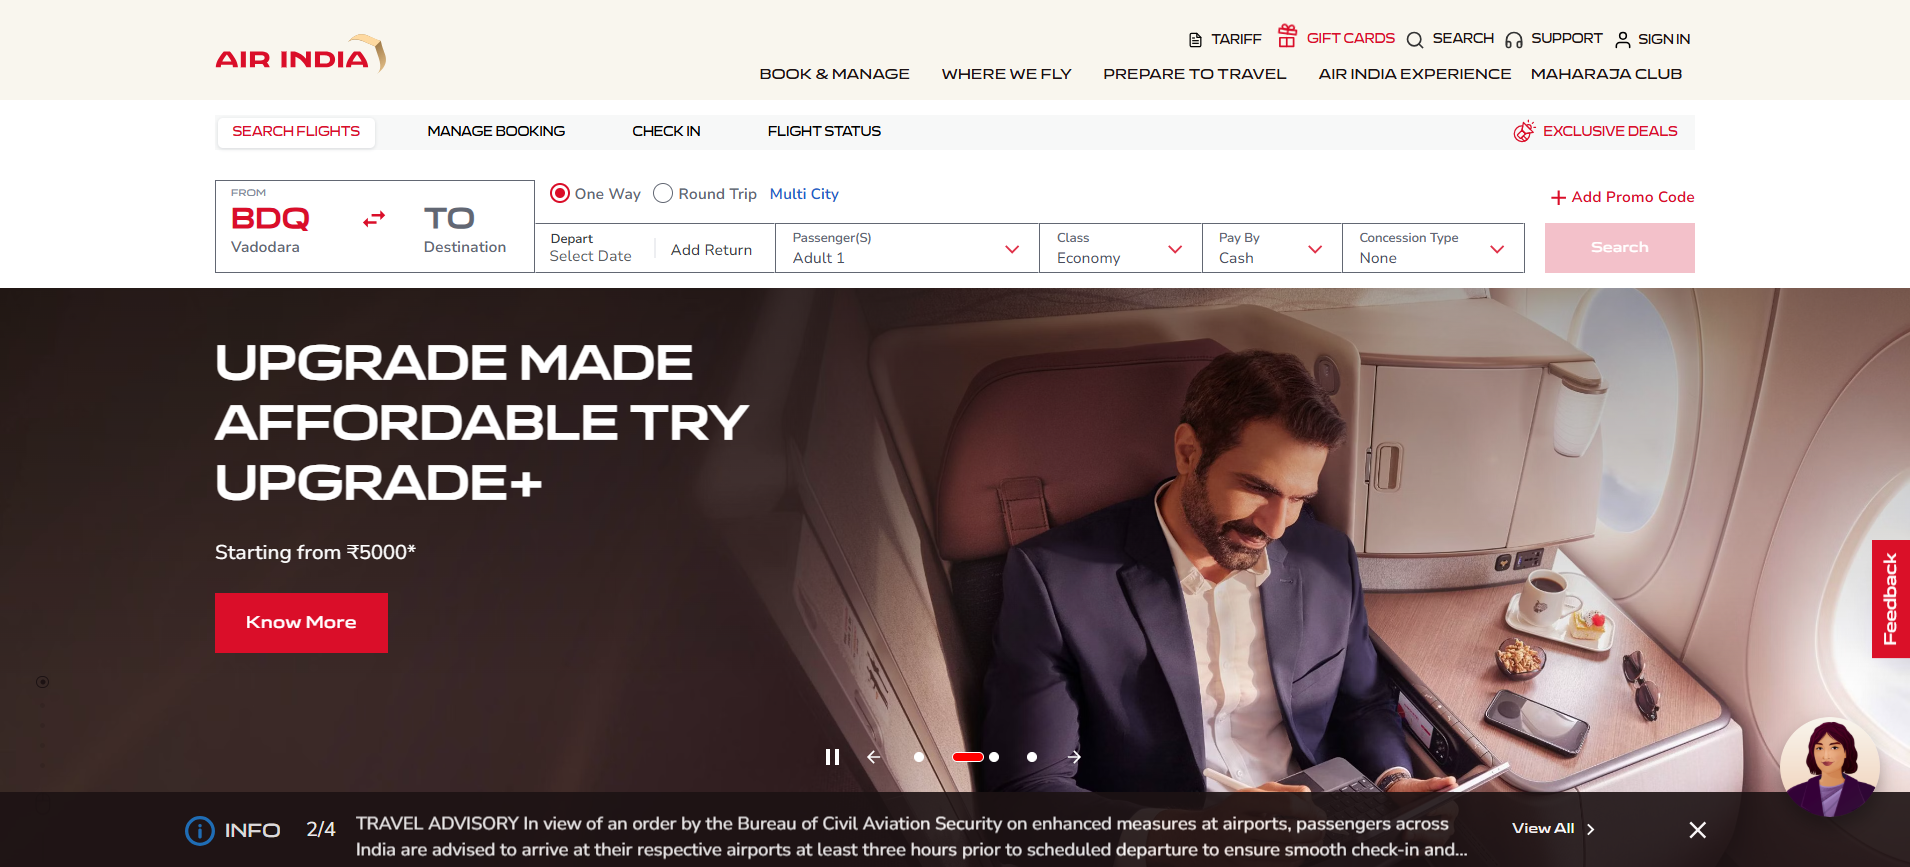 AIR INDIA
TARIFF
GIFT CARDS
SEARCH
SUPPORT
SIGN IN
BOOK & MANAGE
WHERE WE FLY
PREPARE TO TRAVEL
AIR INDIA EXPERIENCE
MAHARAJA CLUB
SEARCH FLIGHTS
MANAGE BOOKING
CHECK IN
FLIGHT STATUS
EXCLUSIVE DEALS
FROM
BDQ
Vadodara
TO
Destination
One Way
Round Trip
Multi City
Add Promo Code
Depart
Select Date
Add Return
Passenger(S)
Adult 1
Class
Economy
Pay By
Cash
Concession Type
None
Search
UPGRADE MADE
AFFORDABLE TRY
UPGRADE+
Starting from ₹5000*
Know More
Feedback
INFO
2/4
TRAVEL ADVISORY In view of an order by the Bureau of Civil Aviation Security on enhanced measures at airports, passengers across
India are advised to arrive at their respective airports at least three hours prior to scheduled departure to ensure smooth check-in and...
View All